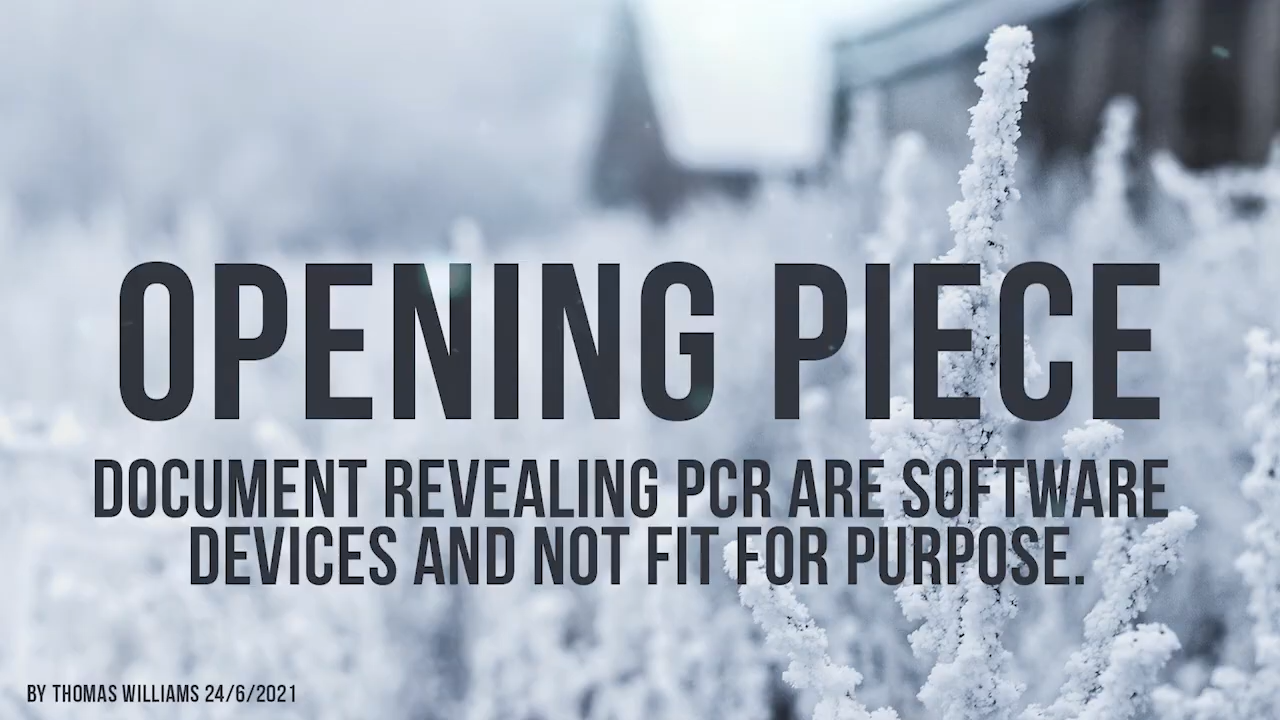 OPENING PIECE
DOCUMENT REVEALING PCR ARE SOFTWARE
DEVICES AND NOT FIT FOR PURPOSE.
BY THOMAS WILLIAMS 24/6/2021